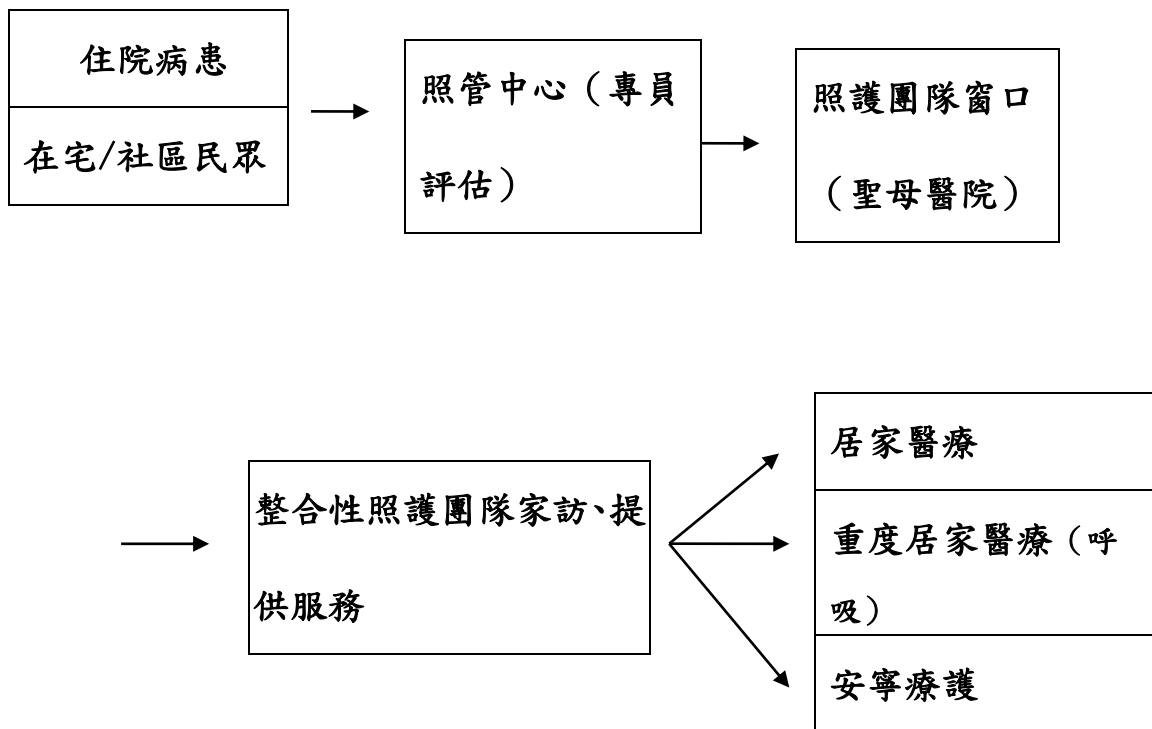 住院病患
在宅/社區民眾
照管中心（專員
評估）
照護團隊窗口
（聖母醫院）
整合性照護團隊家訪、提
供服務
居家醫療
重度居家醫療（呼
吸）
安寧療護